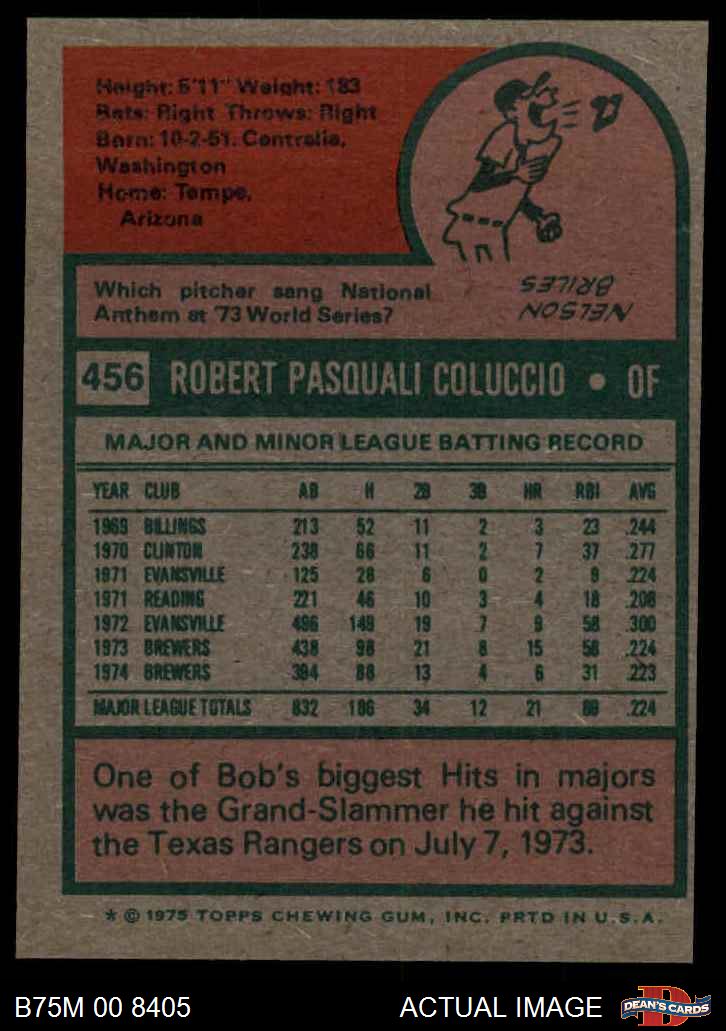 Height: 5'11" Weight: 183
Bats: Right Throws: Right
Born: 10-2-51, Centralia,
Washington
Home: Tempe,
Arizona
Which pitcher sang National
Anthem at '73 World Series?
NELSON
BRILES
456 ROBERT PASQUALI COLUCCIO • OF
MAJOR AND MINOR LEAGUE BATTING RECORD
YEAR CLUB AB H 2B 3B HR RBI AVG
1969 BILLINGS 213 52 11 2 3 23 .244
1970 CLINTON 238 66 11 2 7 37 .277
1971 EVANSVILLE 125 28 6 0 2 9 .224
1971 READING 221 46 10 3 4 18 .208
1972 EVANSVILLE 496 149 19 7 9 58 .300
1973 BREWERS 438 98 21 8 15 58 .224
1974 BREWERS 394 88 13 4 6 31 .223
MAJOR LEAGUE TOTALS 832 186 34 12 21 89 .224
One of Bob's biggest Hits in majors
was the Grand-Slammer he hit against
the Texas Rangers on July 7, 1973.
* © 1975 TOPPS CHEWING GUM, INC. PRTD IN U.S.A.
B75M 00 8405 ACTUAL IMAGE
D
DEAN'S CARDS